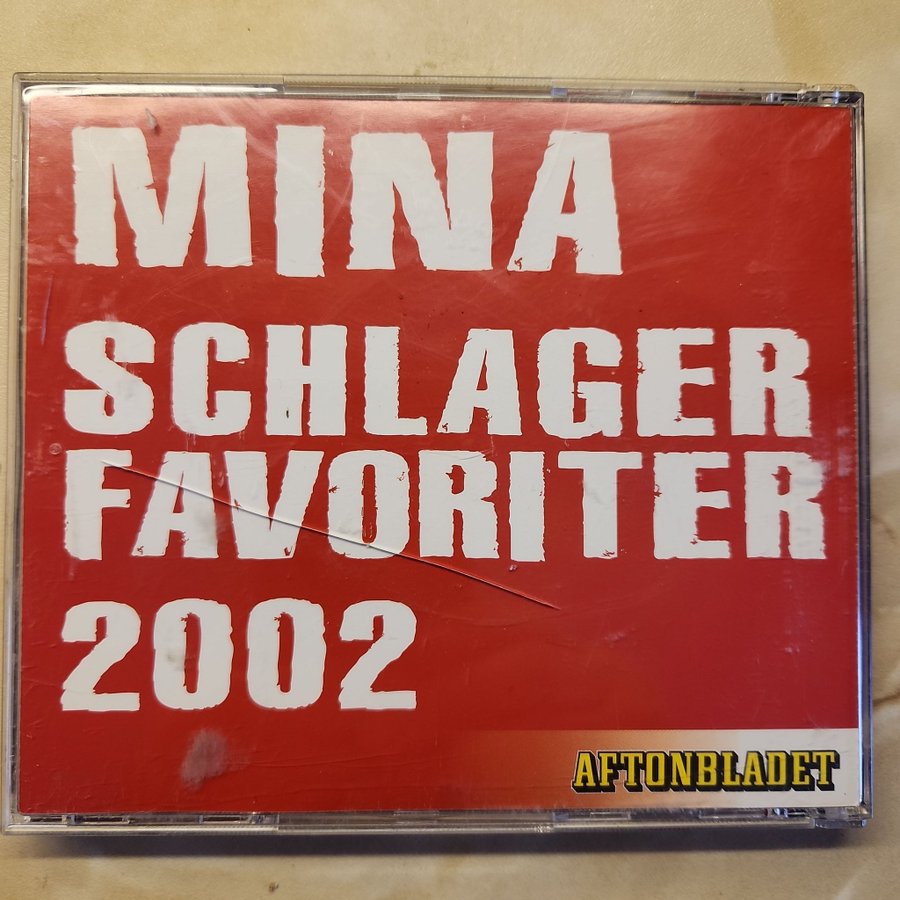 MINA
SCHLAGER
FAVORITER
2002
AFTONBLADET